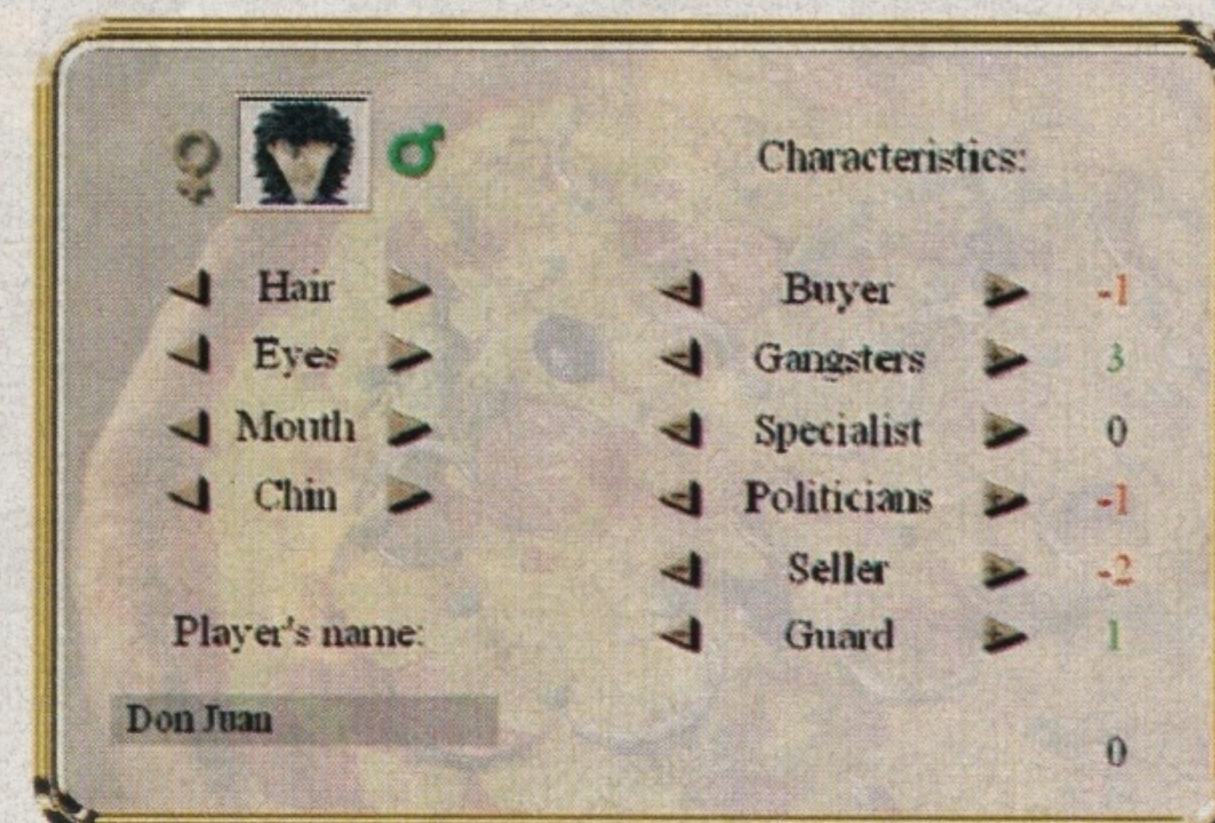 Characteristics:
Hair
Eyes
Mouth
Chin
Player's name:
Don Juan
Buyer -1
Gangsters 3
Specialist 0
Politicians -1
Seller -2
Guard 1
0